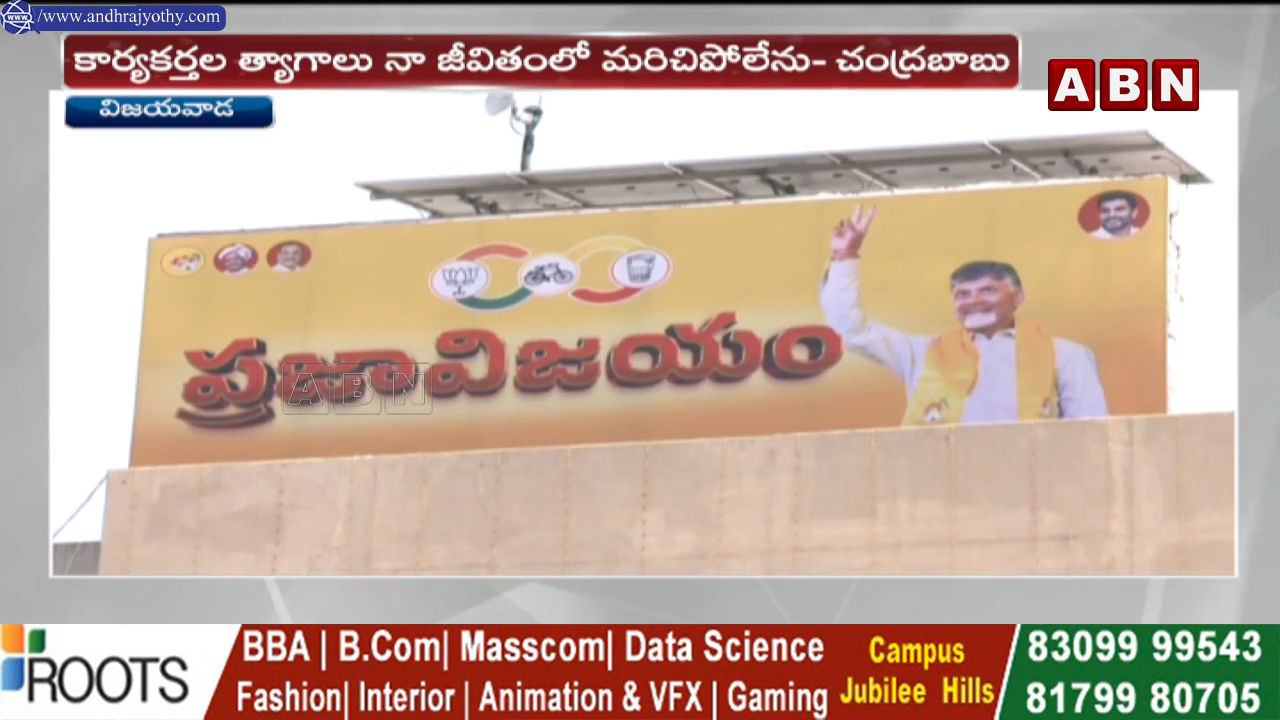 www./www.andhrajyothy.com
కార్యకర్తల త్యాగాలు నా జీవితంలో మరిచిపోలేను- చంద్రబాబు
ABN
విజయవాడ
ప్రజావిజయం
ABN
ROOTS
BBA | B.Com| Masscom| Data Science
Fashion| Interior | Animation & VFX | Gaming
Campus
Jubilee Hills
83099 99543
81799 80705